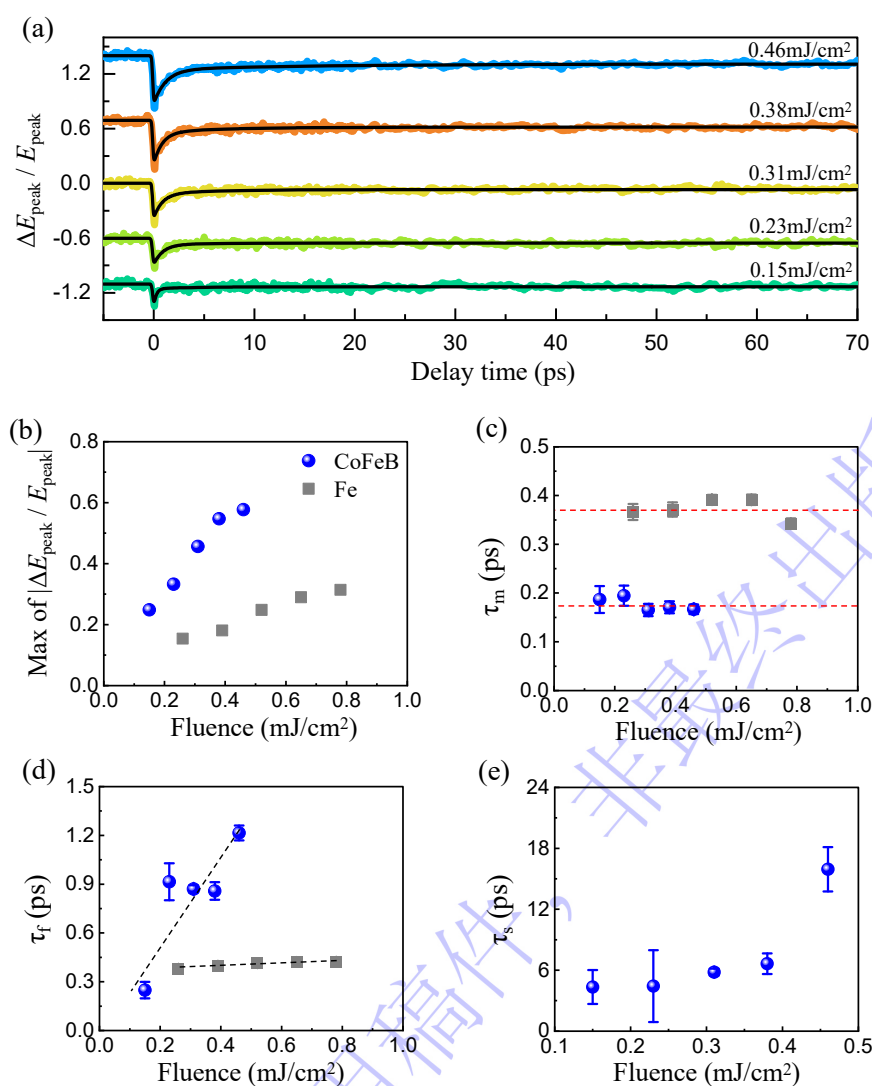 (a)
0.46mJ/cm²
0.38mJ/cm²
0.31mJ/cm²
0.23mJ/cm²
0.15mJ/cm²
1.2
0.6
0.0
-0.6
-1.2
ΔE_peak / E_peak
0 10 20 30 40 50 60 70
Delay time (ps)
(b)
CoFeB
Fe
0.8
0.6
0.4
0.2
0.0
Max of |ΔE_peak / E_peak|
0.0 0.2 0.4 0.6 0.8 1.0
Fluence (mJ/cm²)
(c)
0.5
0.4
0.3
0.2
0.1
0.0
τ_m (ps)
0.0 0.2 0.4 0.6 0.8 1.0
Fluence (mJ/cm²)
(d)
1.5
1.2
0.9
0.6
0.3
0.0
τ_f (ps)
0.0 0.2 0.4 0.6 0.8 1.0
Fluence (mJ/cm²)
(e)
24
18
12
6
0
τ_s (ps)
0.1 0.2 0.3 0.4 0.5
Fluence (mJ/cm²)
稿件，非最终出